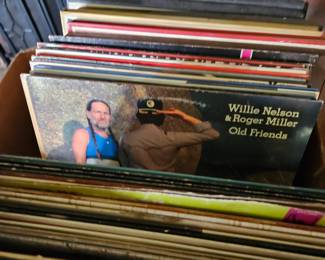 Willie Nelson
& Roger Miller
Old Friends